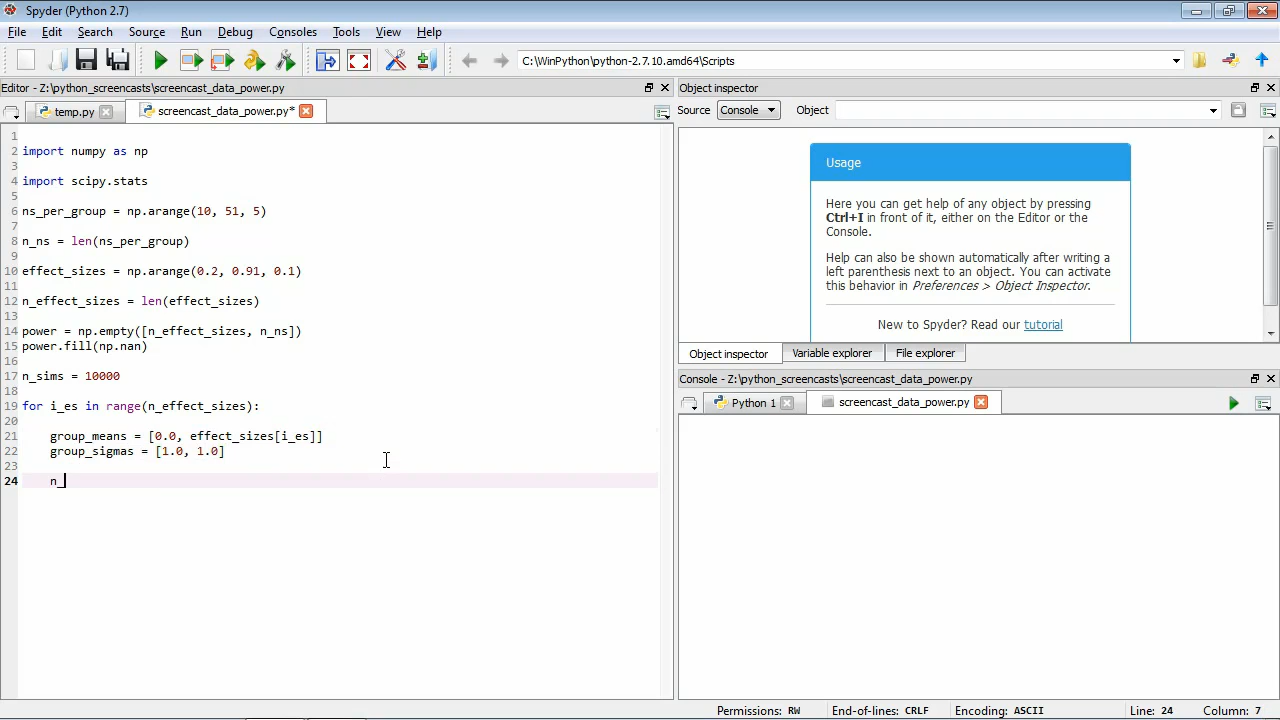 Spyder (Python 2.7)
File Edit Search Source Run Debug Consoles Tools View Help
C:\WinPython\python-2.7.10.amd64\Scripts
Editor - Z:\python_screencasts\screencast_data_power.py
temp.py screencast_data_power.py*
1
2 import numpy as np
3
4 import scipy.stats
5
6 ns_per_group = np.arange(10, 51, 5)
7
8 n_ns = len(ns_per_group)
9
10 effect_sizes = np.arange(0.2, 0.91, 0.1)
11
12 n_effect_sizes = len(effect_sizes)
13
14 power = np.empty([n_effect_sizes, n_ns])
15 power.fill(np.nan)
16
17 n_sims = 10000
18
19 for i_es in range(n_effect_sizes):
20
21 group_means = [0.0, effect_sizes[i_es]]
22 group_sigmas = [1.0, 1.0]
23
24 n_
Object inspector
Source Console Object
Usage
Here you can get help of any object by pressing
Ctrl+I in front of it, either on the Editor or the
Console.
Help can also be shown automatically after writing a
left parenthesis next to an object. You can activate
this behavior in Preferences > Object Inspector.
New to Spyder? Read our tutorial
Object inspector Variable explorer File explorer
Console - Z:\python_screencasts\screencast_data_power.py
Python 1 screencast_data_power.py
Permissions: RW End-of-lines: CRLF Encoding: ASCII Line: 24 Column: 7